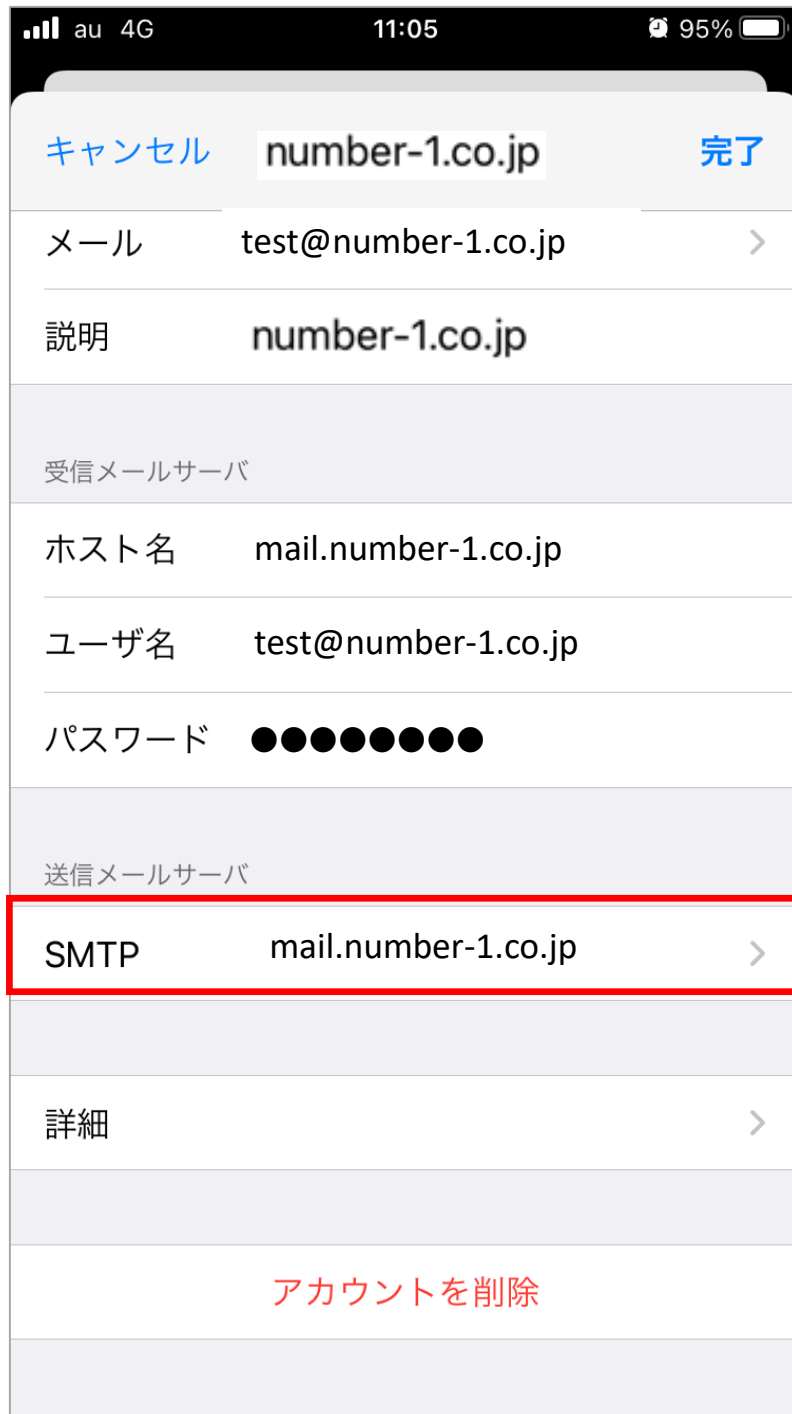 au 4G 11:05 95%
キャンセル number-1.co.jp 完了
メール test@number-1.co.jp
説明 number-1.co.jp
受信メールサーバ
ホスト名 mail.number-1.co.jp
ユーザ名 test@number-1.co.jp
パスワード ●●●●●●●●
送信メールサーバ
SMTP mail.number-1.co.jp
詳細
アカウントを削除